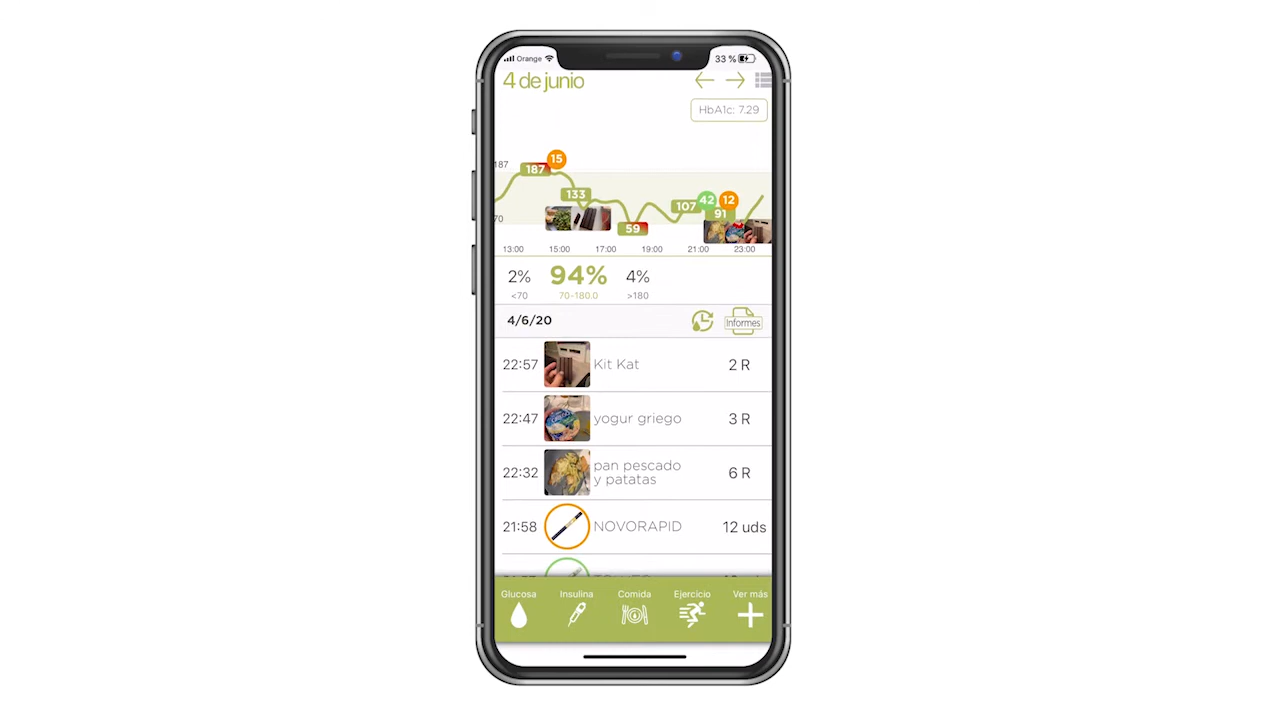 Orange
33 %
4 de junio
HbA1c: 7.29
187
15
187
133
42
12
107
91
70
59
13:00 15:00 17:00 19:00 21:00 23:00
2% 94% 4%
<70 70-180.0 >180
4/6/20
Informes
22:57 Kit Kat 2 R
22:47 yogur griego 3 R
22:32 pan pescado y patatas 6 R
21:58 NOVORAPID 12 uds
Glucosa Insulina Comida Ejercicio Ver más